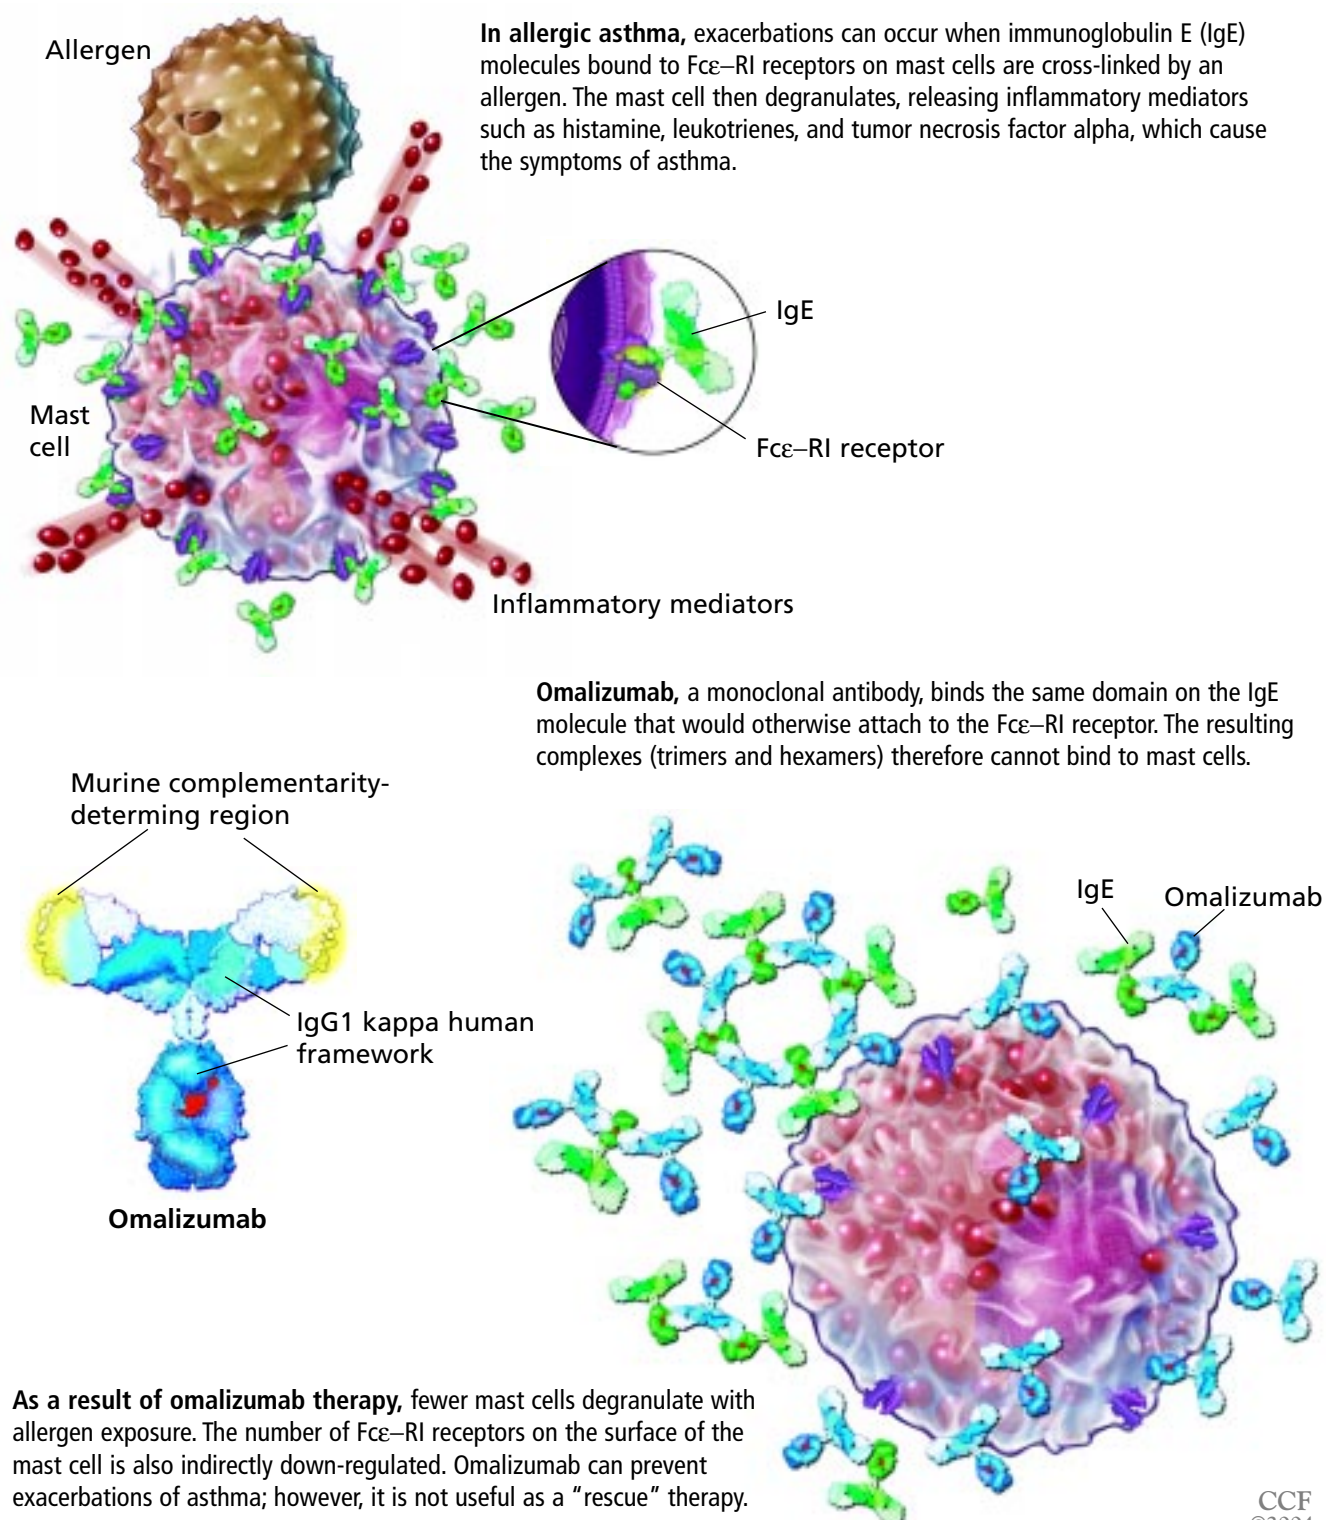 Allergen
In allergic asthma, exacerbations can occur when immunoglobulin E (IgE)
molecules bound to Fcε–RI receptors on mast cells are cross-linked by an
allergen. The mast cell then degranulates, releasing inflammatory mediators
such as histamine, leukotrienes, and tumor necrosis factor alpha, which cause
the symptoms of asthma.
IgE
Mast
cell
Fcε–RI receptor
Inflammatory mediators
Omalizumab, a monoclonal antibody, binds the same domain on the IgE
molecule that would otherwise attach to the Fcε–RI receptor. The resulting
complexes (trimers and hexamers) therefore cannot bind to mast cells.
Murine complementarity-
determing region
IgE
Omalizumab
IgG1 kappa human
framework
Omalizumab
As a result of omalizumab therapy, fewer mast cells degranulate with
allergen exposure. The number of Fcε–RI receptors on the surface of the
mast cell is also indirectly down-regulated. Omalizumab can prevent
exacerbations of asthma; however, it is not useful as a “rescue” therapy.
CCF